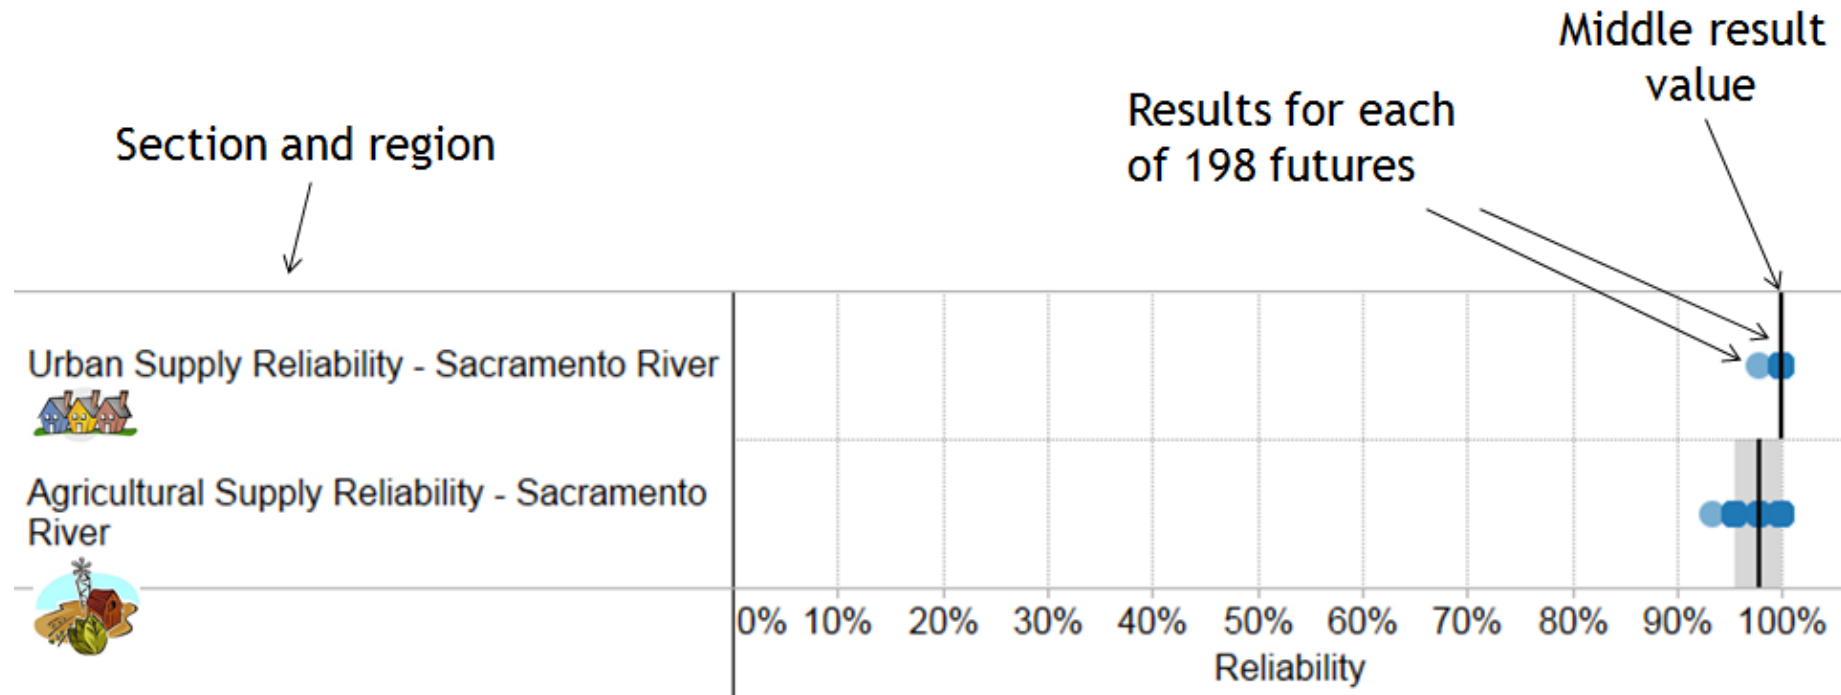 Middle result
value
Results for each
of 198 futures
Section and region
Urban Supply Reliability - Sacramento River
Agricultural Supply Reliability - Sacramento
River
0% 10% 20% 30% 40% 50% 60% 70% 80% 90% 100%
Reliability